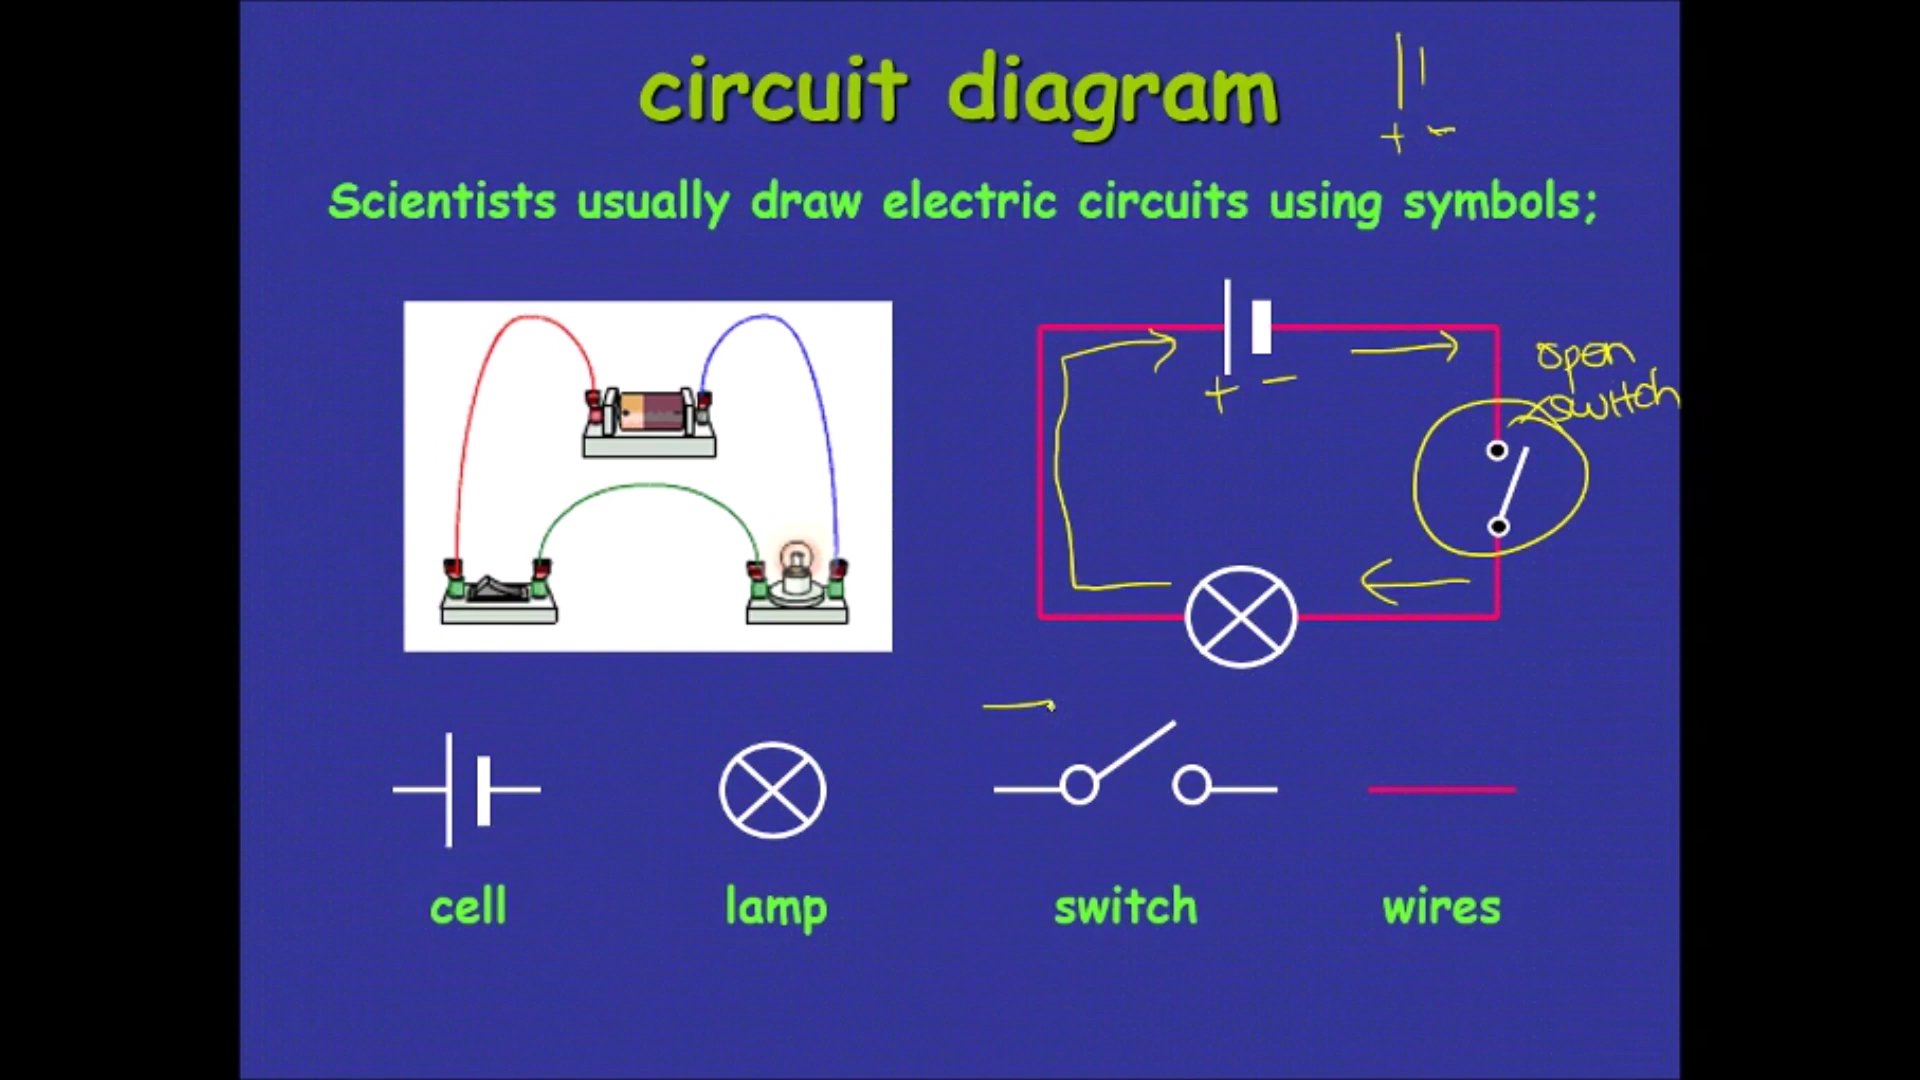 circuit diagram
+ -
Scientists usually draw electric circuits using symbols;
open
switch
+ -
cell
lamp
switch
wires